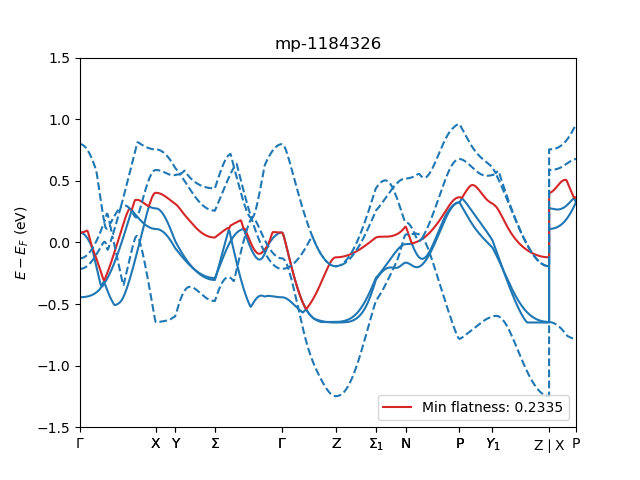 mp-1184326
E − E_F (eV)
1.5
1.0
0.5
0.0
−0.5
−1.0
−1.5
Min flatness: 0.2335
Γ X Y Σ Γ Z Σ₁ N P Y₁ Z | X P